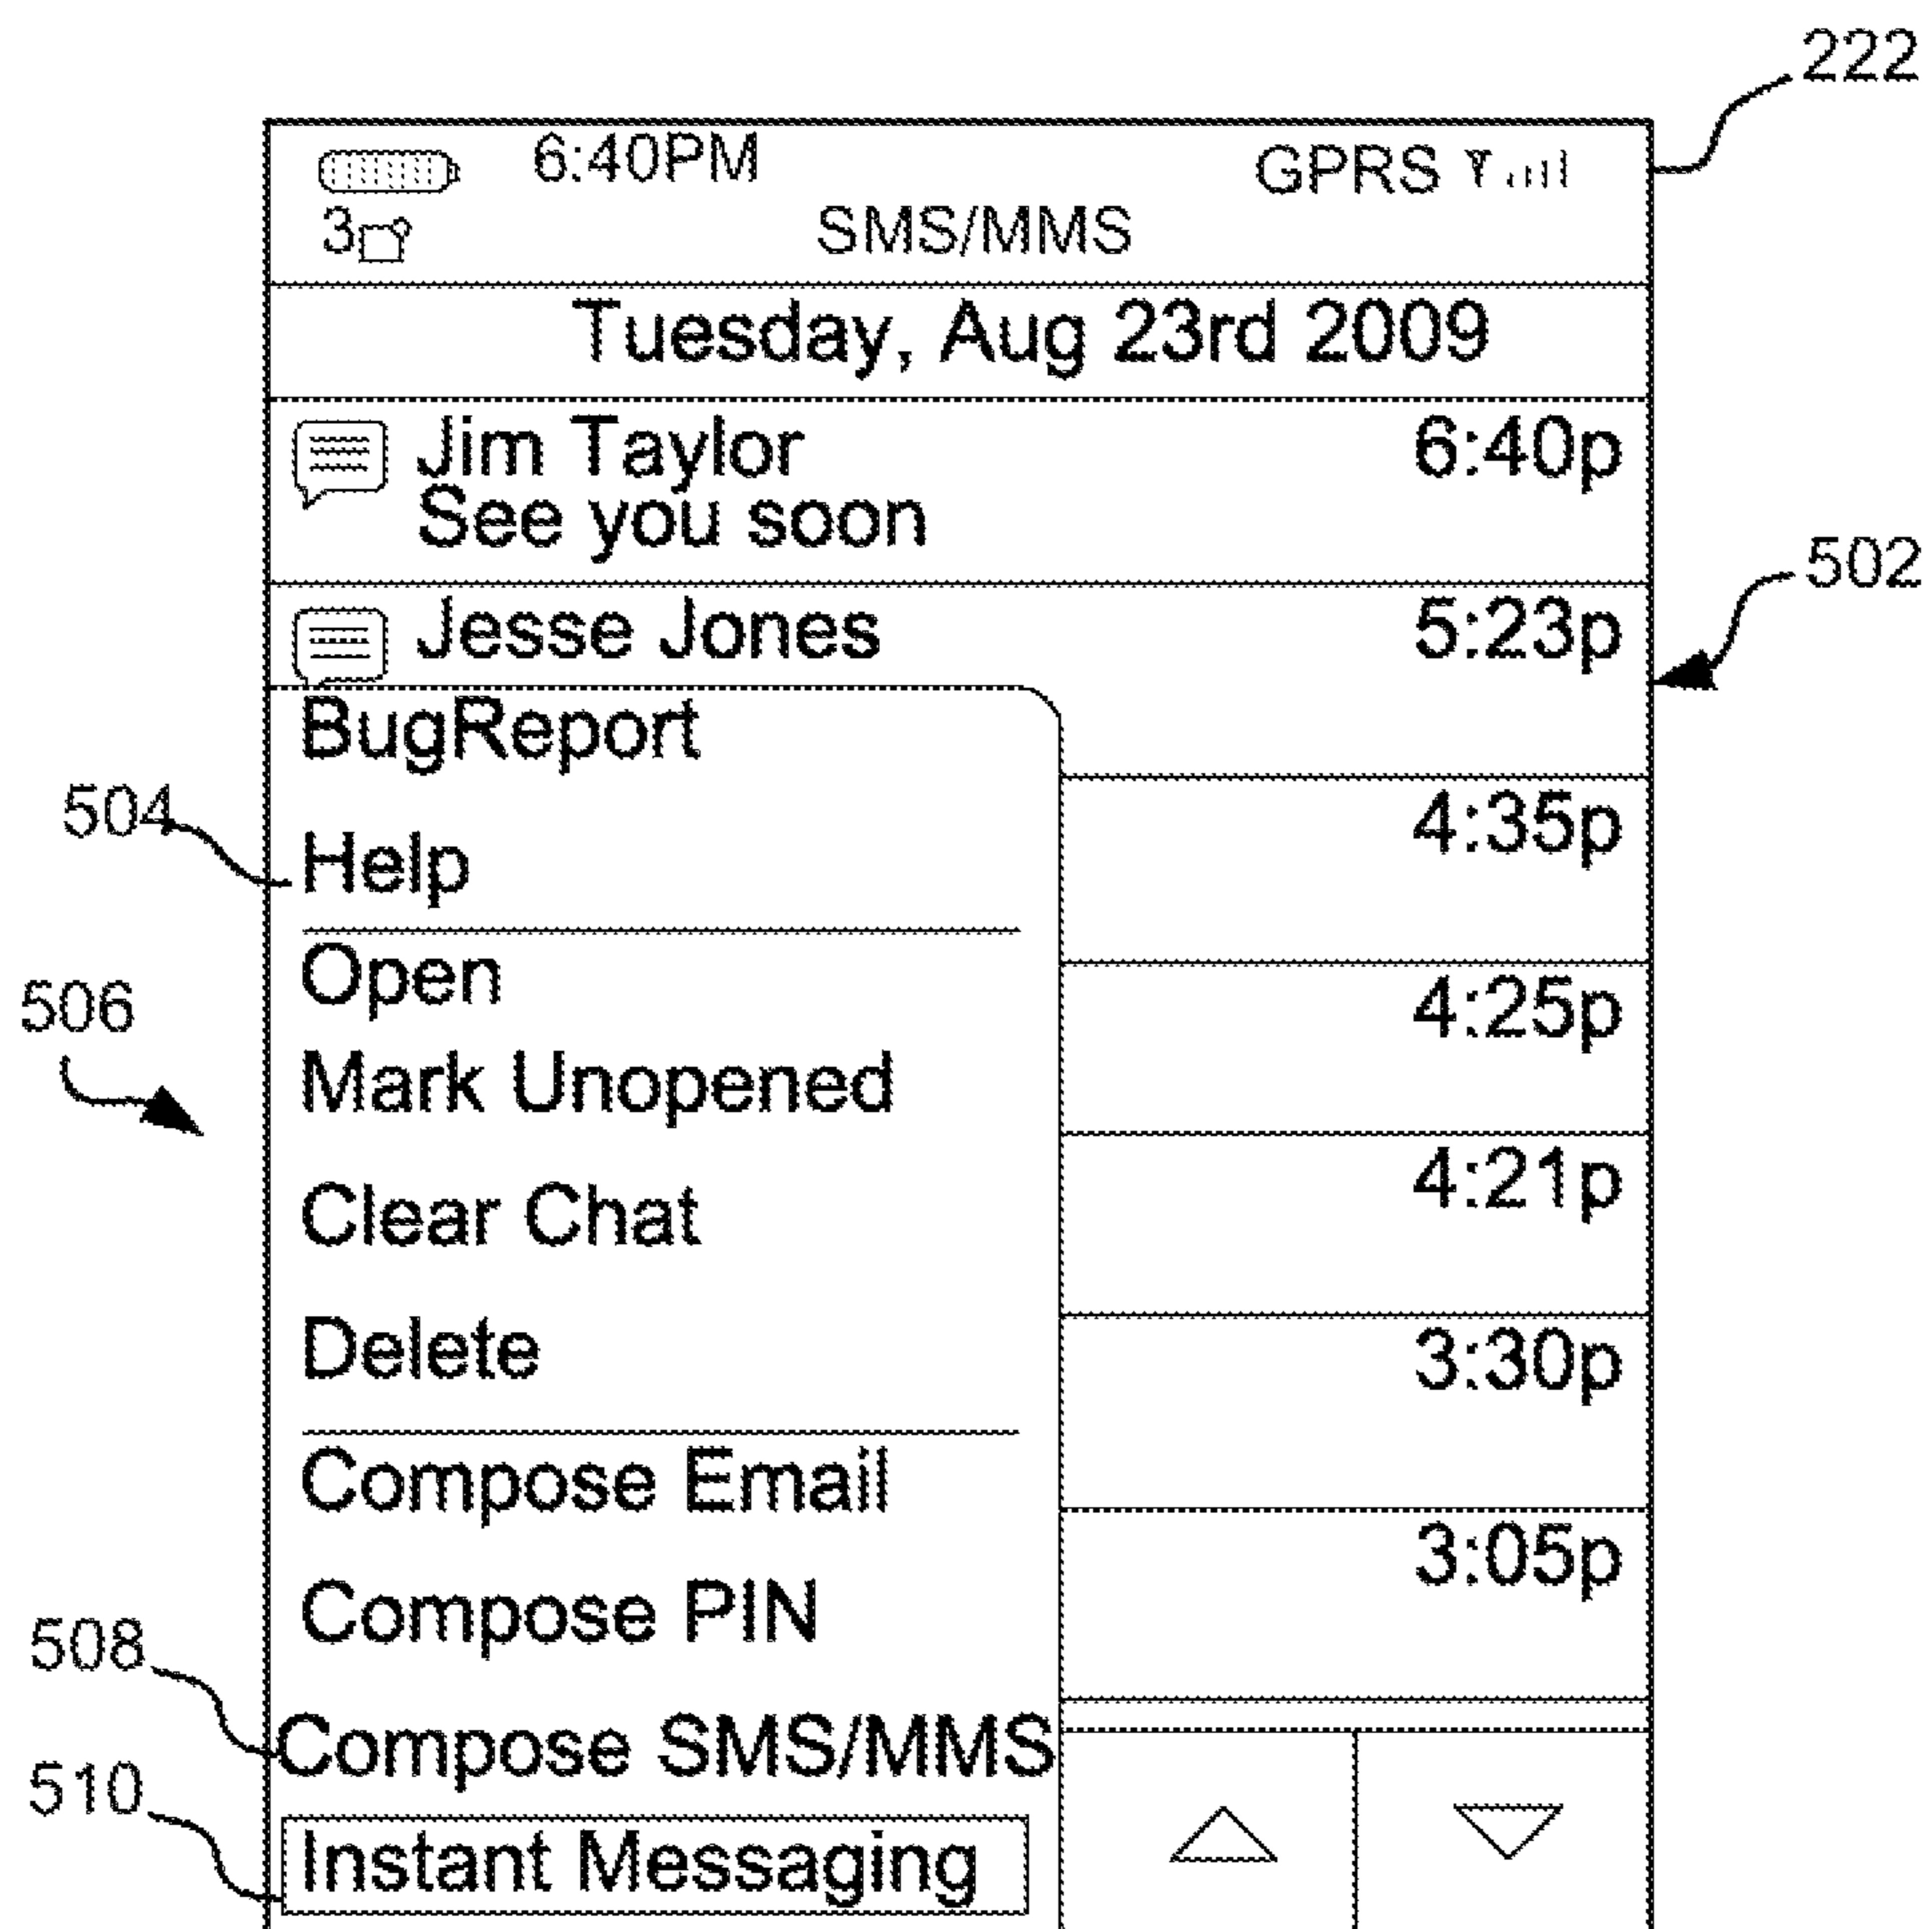 222
6:40PM GPRS
3 SMS/MMS
Tuesday, Aug 23rd 2009
Jim Taylor 6:40p
See you soon
502
Jesse Jones 5:23p
BugReport
504
4:35p
Help
Open
506
4:25p
Mark Unopened
4:21p
Clear Chat
Delete
3:30p
Compose Email
3:05p
Compose PIN
508
Compose SMS/MMS
510
Instant Messaging